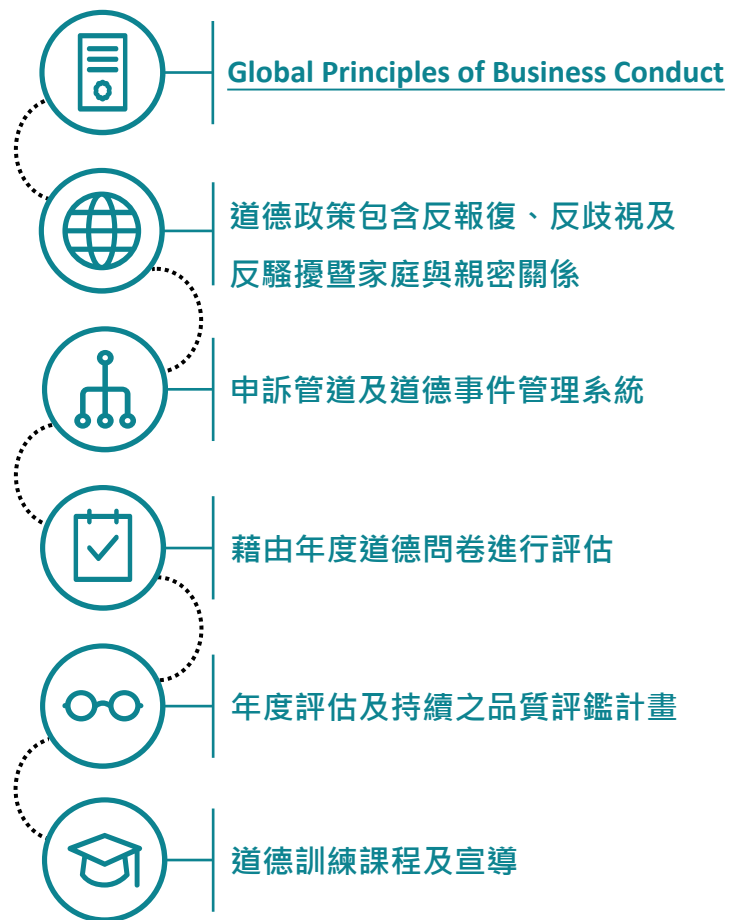 Global Principles of Business Conduct
道德政策包含反報復、反歧視及
反騷擾暨家庭與親密關係
申訴管道及道德事件管理系統
藉由年度道德問卷進行評估
年度評估及持續之品質評鑑計畫
道德訓練課程及宣導